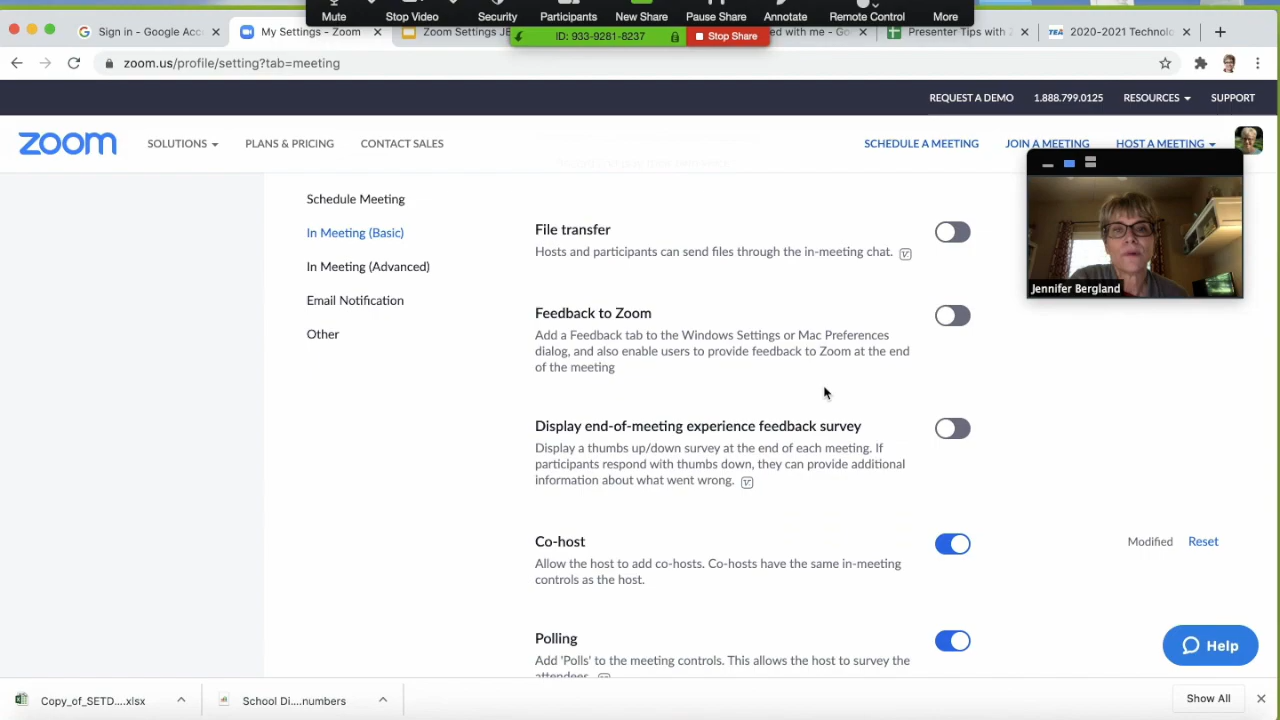 Mute
Stop Video
Security
Participants
New Share
Pause Share
Annotate
Remote Control
More
Sign in - Google Acco
My Settings - Zoom
Zoom Settings JB
ID: 933-9281-8237
Stop Share
ed with me - Go
Presenter Tips with Z
TEA
2020-2021 Technolo
zoom.us/profile/setting?tab=meeting
REQUEST A DEMO
1.888.799.0125
RESOURCES
SUPPORT
zoom
SOLUTIONS
PLANS & PRICING
CONTACT SALES
SCHEDULE A MEETING
JOIN A MEETING
HOST A MEETING
Schedule Meeting
In Meeting (Basic)
In Meeting (Advanced)
Email Notification
Other
File transfer
Hosts and participants can send files through the in-meeting chat.
Feedback to Zoom
Add a Feedback tab to the Windows Settings or Mac Preferences
dialog, and also enable users to provide feedback to Zoom at the end
of the meeting
Display end-of-meeting experience feedback survey
Display a thumbs up/down survey at the end of each meeting. If
participants respond with thumbs down, they can provide additional
information about what went wrong.
Co-host
Allow the host to add co-hosts. Co-hosts have the same in-meeting
controls as the host.
Modified
Reset
Polling
Add 'Polls' to the meeting controls. This allows the host to survey the
attendees.
Jennifer Bergland
Help
Copy_of_SETD....xlsx
School Di....numbers
Show All